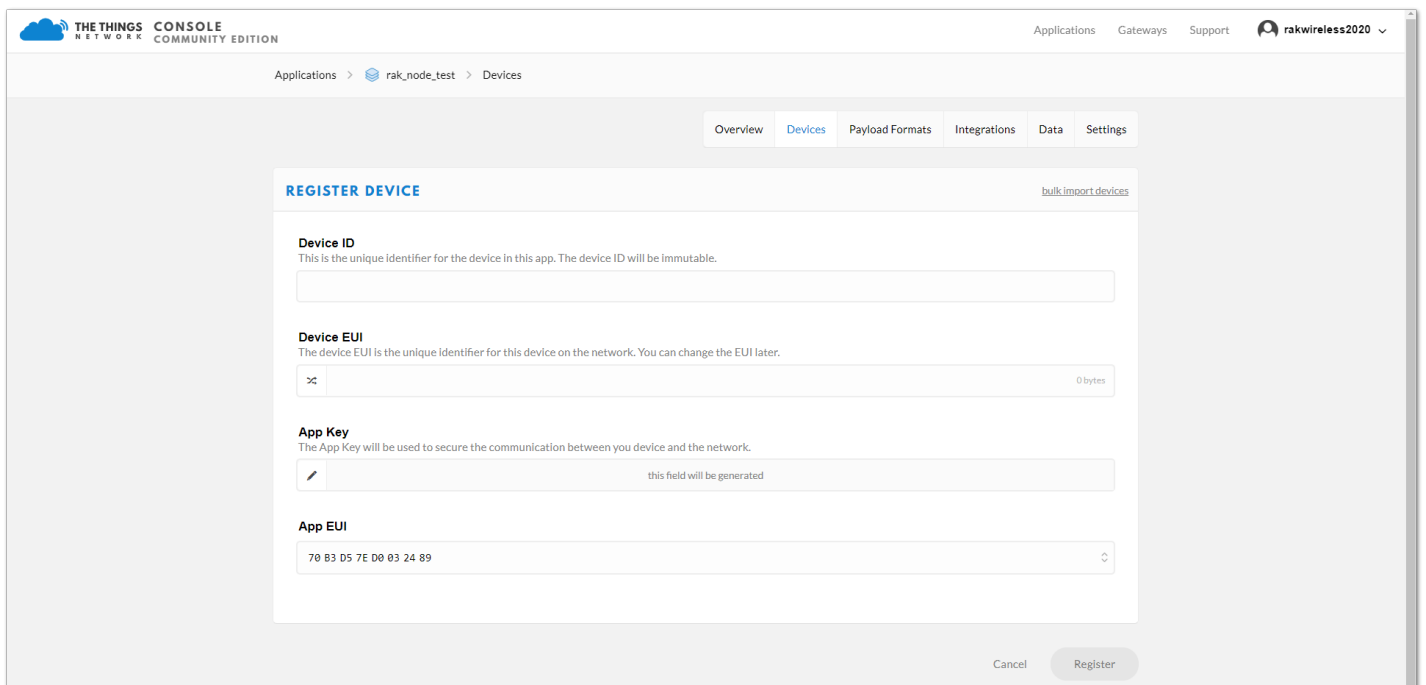 THE THINGS NETWORK CONSOLE COMMUNITY EDITION
Applications Gateways Support rakwireless2020
Applications > rak_node_test > Devices
Overview Devices Payload Formats Integrations Data Settings
REGISTER DEVICE bulk import devices
Device ID
This is the unique identifier for the device in this app. The device ID will be immutable.
Device EUI
The device EUI is the unique identifier for this device on the network. You can change the EUI later.
0 bytes
App Key
The App Key will be used to secure the communication between you device and the network.
this field will be generated
App EUI
70 B3 D5 7E D0 03 24 89
Cancel Register